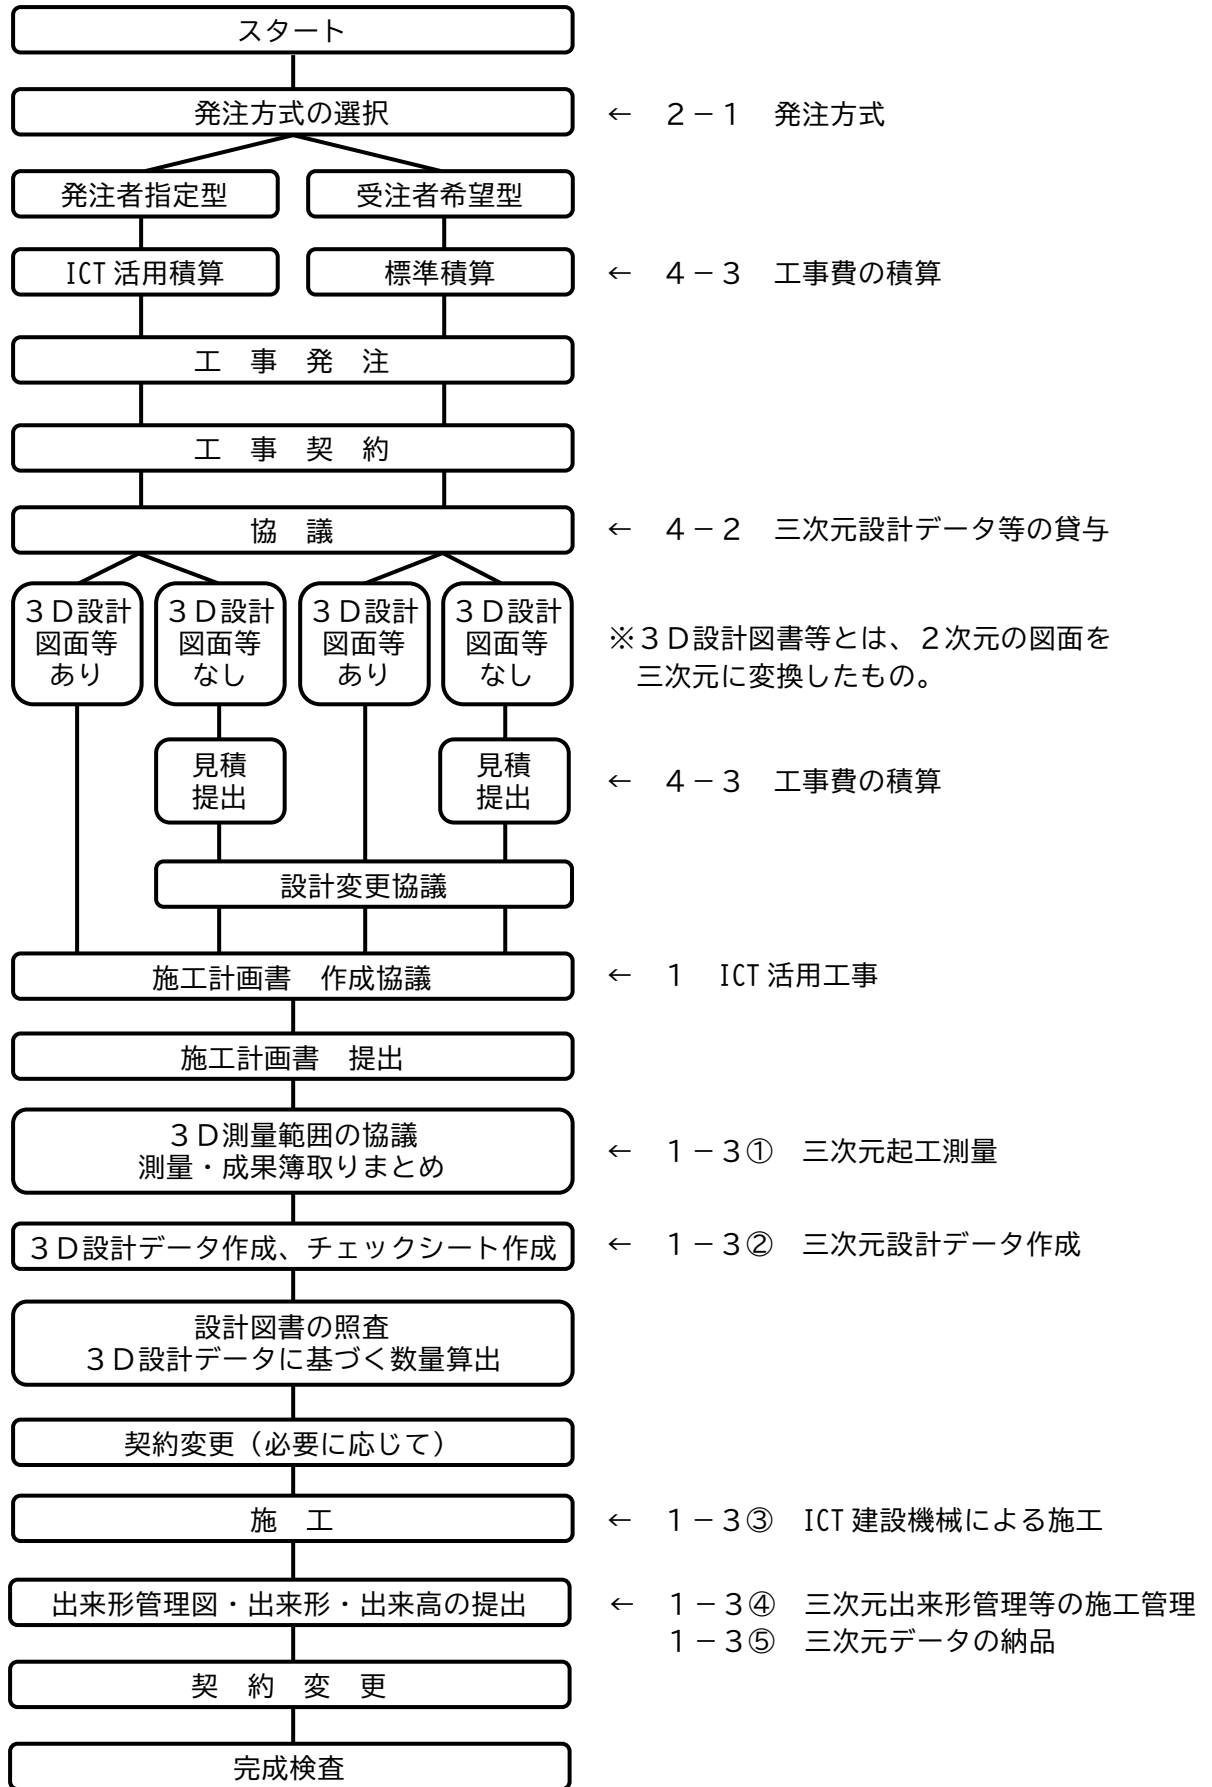 スタート
発注方式の選択
← 2－1 発注方式
発注者指定型
受注者希望型
ICT活用積算
標準積算
← 4－3 工事費の積算
工 事 発 注
工 事 契 約
協 議
← 4－2 三次元設計データ等の貸与
3D設計
図面等
あり
3D設計
図面等
なし
3D設計
図面等
あり
3D設計
図面等
なし
※3D設計図書等とは、2次元の図面を
三次元に変換したもの。
見積
提出
見積
提出
← 4－3 工事費の積算
設計変更協議
施工計画書 作成協議
← 1 ICT活用工事
施工計画書 提出
3D測量範囲の協議
測量・成果簿取りまとめ
← 1－3① 三次元起工測量
3D設計データ作成、チェックシート作成
← 1－3② 三次元設計データ作成
設計図書の照査
3D設計データに基づく数量算出
契約変更（必要に応じて）
施 工
← 1－3③ ICT建設機械による施工
出来形管理図・出来形・出来高の提出
← 1－3④ 三次元出来形管理等の施工管理
1－3⑤ 三次元データの納品
契 約 変 更
完成検査